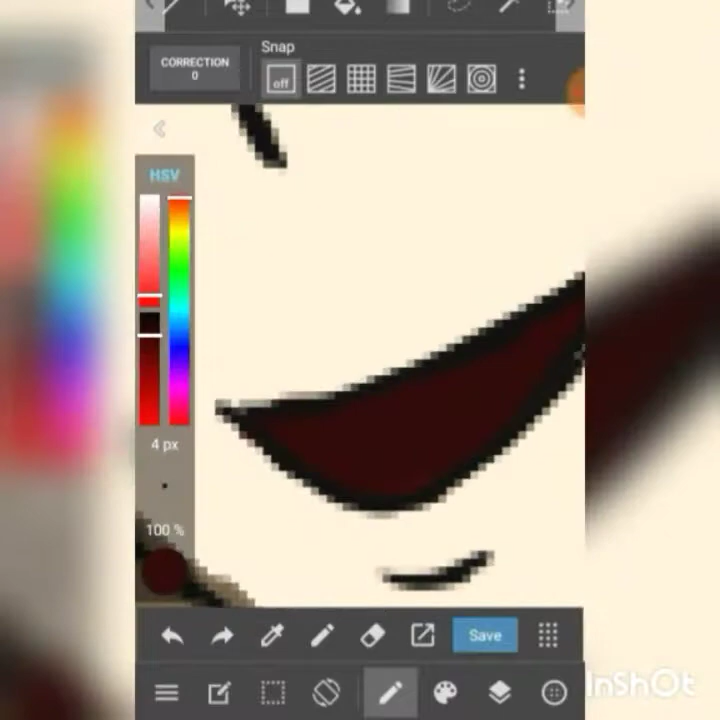 Snap
CORRECTION
0
off
HSV
4 px
100 %
Save
InShOt